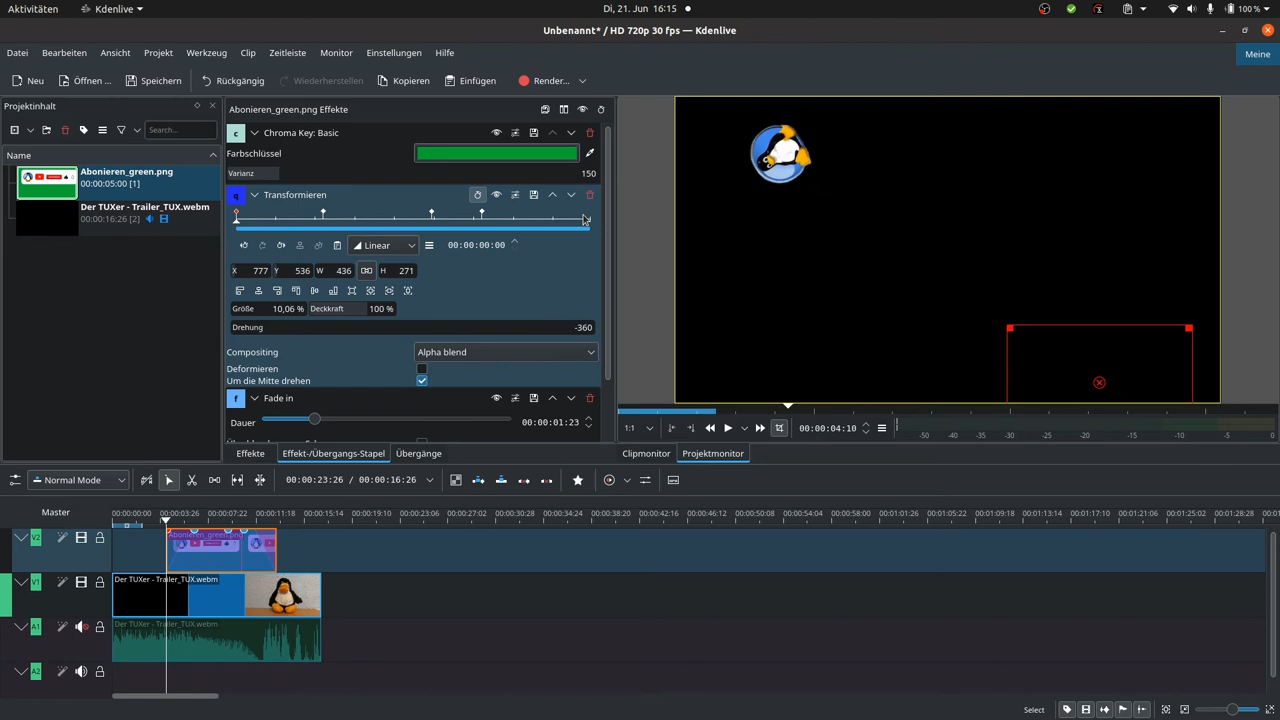 Aktivitäten
Kdenlive
Di, 21. Jun 16:15
100 %
Unbenannt* / HD 720p 30 fps — Kdenlive
Datei
Bearbeiten
Ansicht
Projekt
Werkzeug
Clip
Zeitleiste
Monitor
Einstellungen
Hilfe
Meine
Neu
Öffnen ...
Speichern
Rückgängig
Wiederherstellen
Kopieren
Einfügen
Render...
Projektinhalt
Search...
Name
Abonieren_green.png
00:00:05:00 [1]
Der TUXer - Trailer_TUX.webm
00:00:16:26
Abonieren_green.png Effekte
c
Chroma Key: Basic
Farbschlüssel
Varianz
150
q
Transformieren
Linear
00:00:00:00
X 777
Y 536
W 436
H 271
Größe 10,06 %
Deckkraft 100 %
Drehung
-360
Compositing
Alpha blend
Deformieren
Um die Mitte drehen
f
Fade in
Dauer
00:00:01:23
Effekte
Effekt-/Übergangs-Stapel
Übergänge
1:1
00:00:04:10
-50
-40
-30
-25
-20
-15
-10
-5
0
Clipmonitor
Projektmonitor
Normal Mode
00:00:23:26 / 00:00:16:26
Master
00:00:00:00
00:00:03:26
00:00:07:22
00:00:11:18
00:00:15:14
00:00:19:10
00:00:23:06
00:00:27:02
00:00:30:28
00:00:34:24
00:00:38:20
00:00:42:16
00:00:46:12
00:00:50:08
00:00:54:04
00:00:58:00
00:01:01:26
00:01:05:22
00:01:09:18
00:01:13:14
00:01:17:10
00:01:21:06
00:01:25:02
00:01:28:28
V2
Abonieren_green.png
V1
Der TUXer - Trailer_TUX.webm
A1
Der TUXer - Trailer_TUX.webm
A2
Select